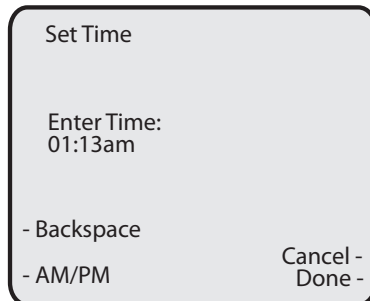 Set Time
Enter Time:
01:13am
- Backspace
Cancel -
- AM/PM
Done -